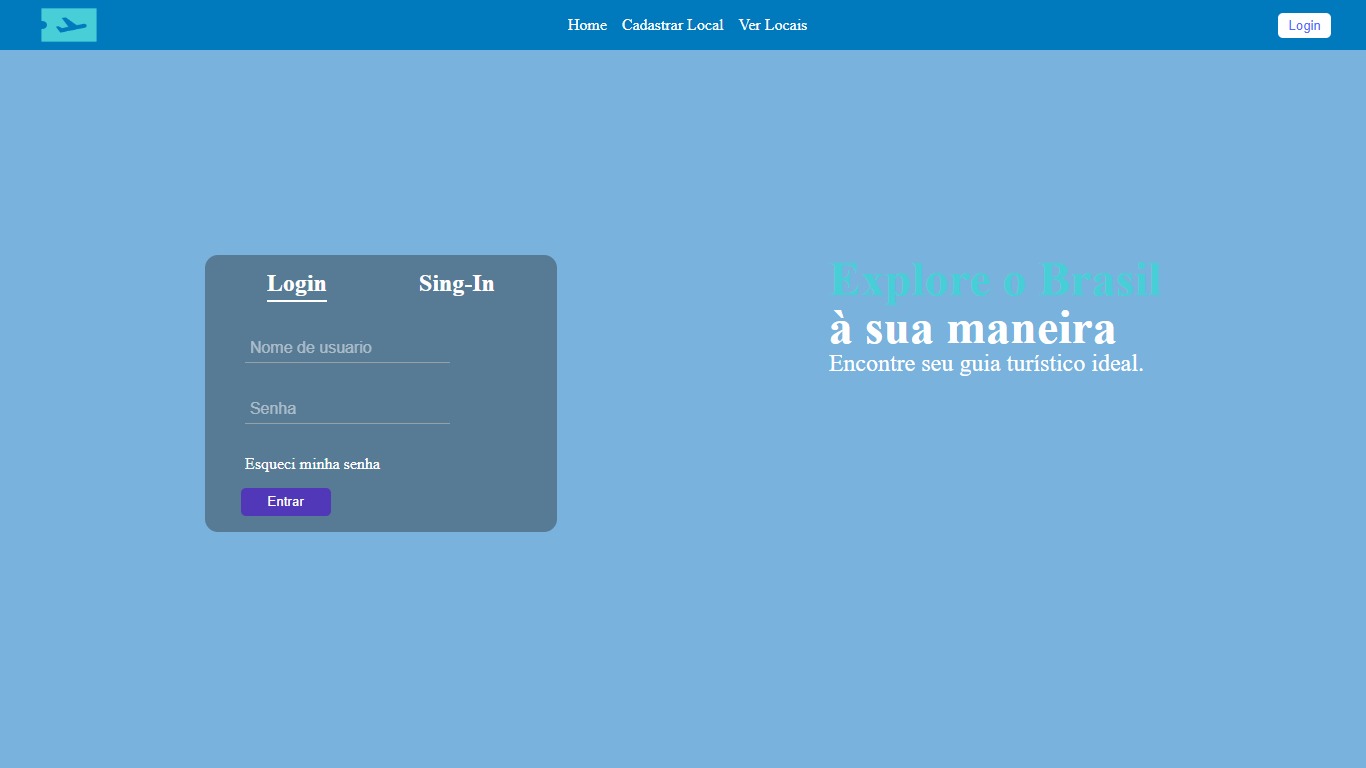 Home Cadastrar Local Ver Locais Login
Login Sing-In
Nome de usuario
Senha
Esqueci minha senha
Entrar
Explore o Brasil
à sua maneira
Encontre seu guia turístico ideal.